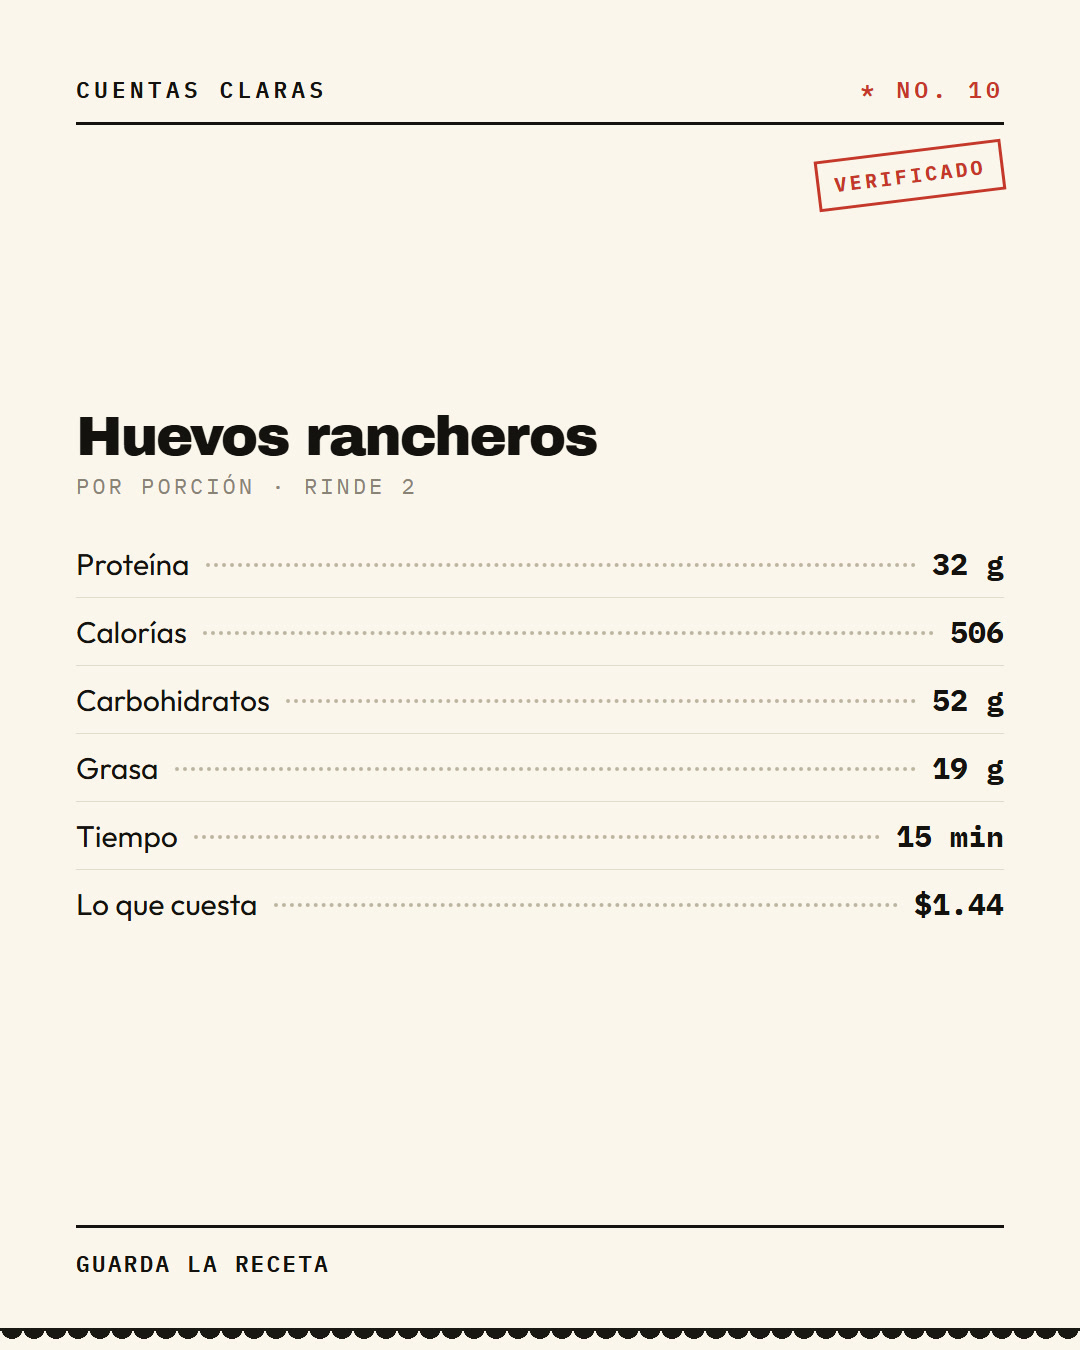 CUENTAS CLARAS
* NO. 10
VERIFICADO
Huevos rancheros
POR PORCIÓN · RINDE 2
Proteína 32 g
Calorías 506
Carbohidratos 52 g
Grasa 19 g
Tiempo 15 min
Lo que cuesta $1.44
GUARDA LA RECETA